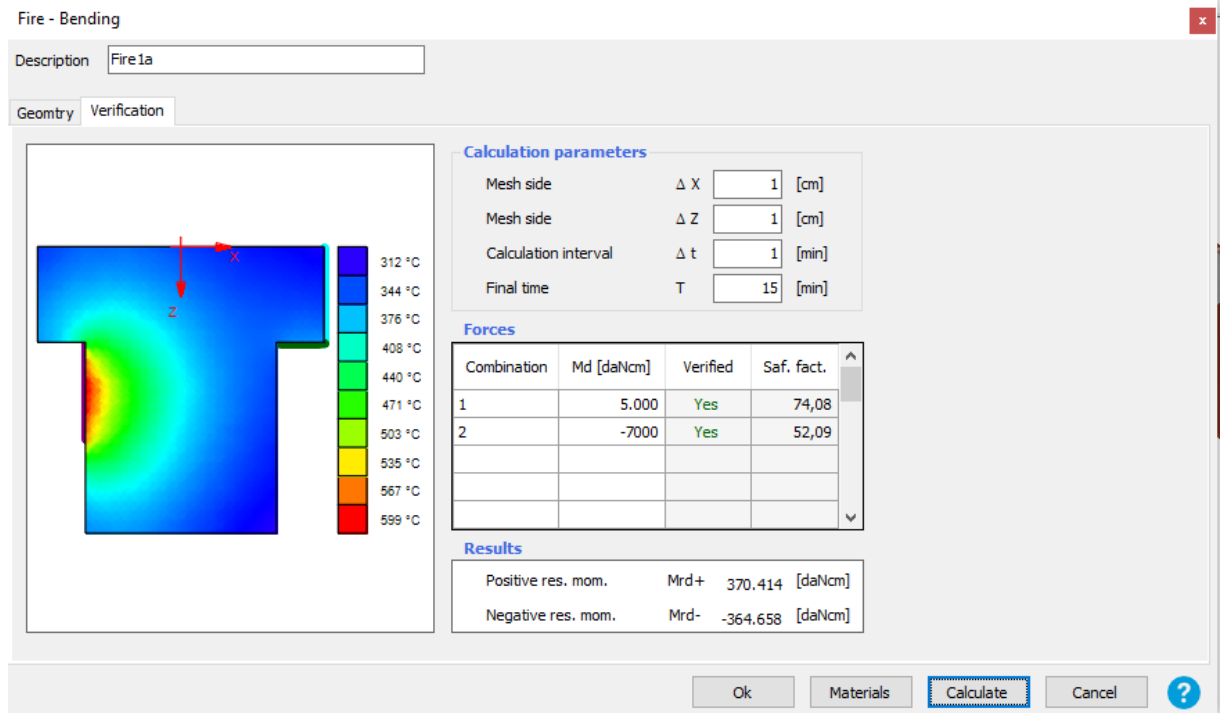 Fire - Bending
x
Description Fire1a
Geomtry Verification
X
Z
312 °C
344 °C
376 °C
408 °C
440 °C
471 °C
503 °C
535 °C
567 °C
599 °C
Calculation parameters
Mesh side Δ X 1 [cm]
Mesh side Δ Z 1 [cm]
Calculation interval Δ t 1 [min]
Final time T 15 [min]
Forces
Combination Md [daNcm] Verified Saf. fact.
1 5.000 Yes 74,08
2 -7000 Yes 52,09
Results
Positive res. mom. Mrd+ 370.414 [daNcm]
Negative res. mom. Mrd- -364.658 [daNcm]
Ok Materials Calculate Cancel ?